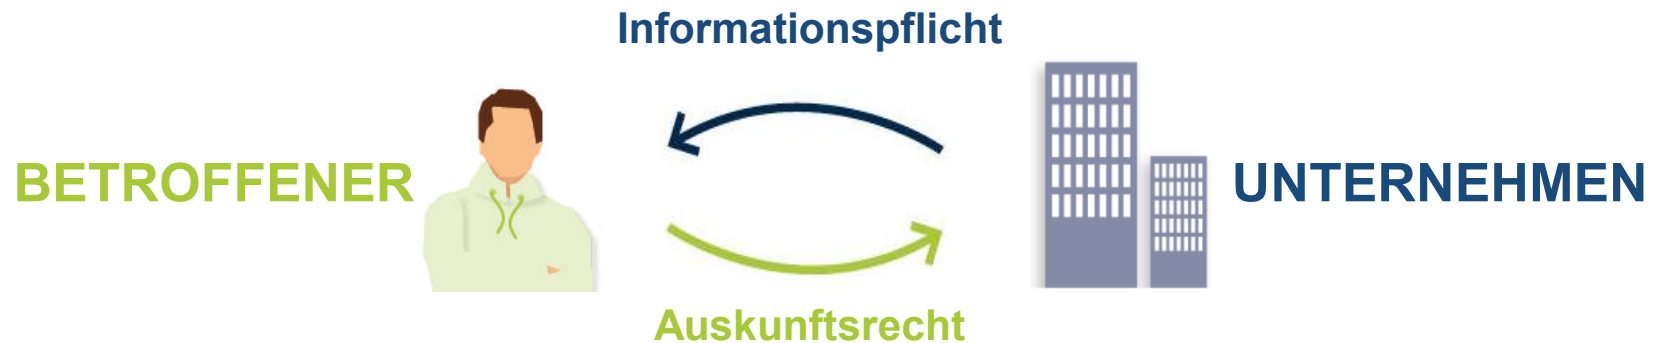 Informationspflicht
BETROFFENER
UNTERNEHMEN
Auskunftsrecht